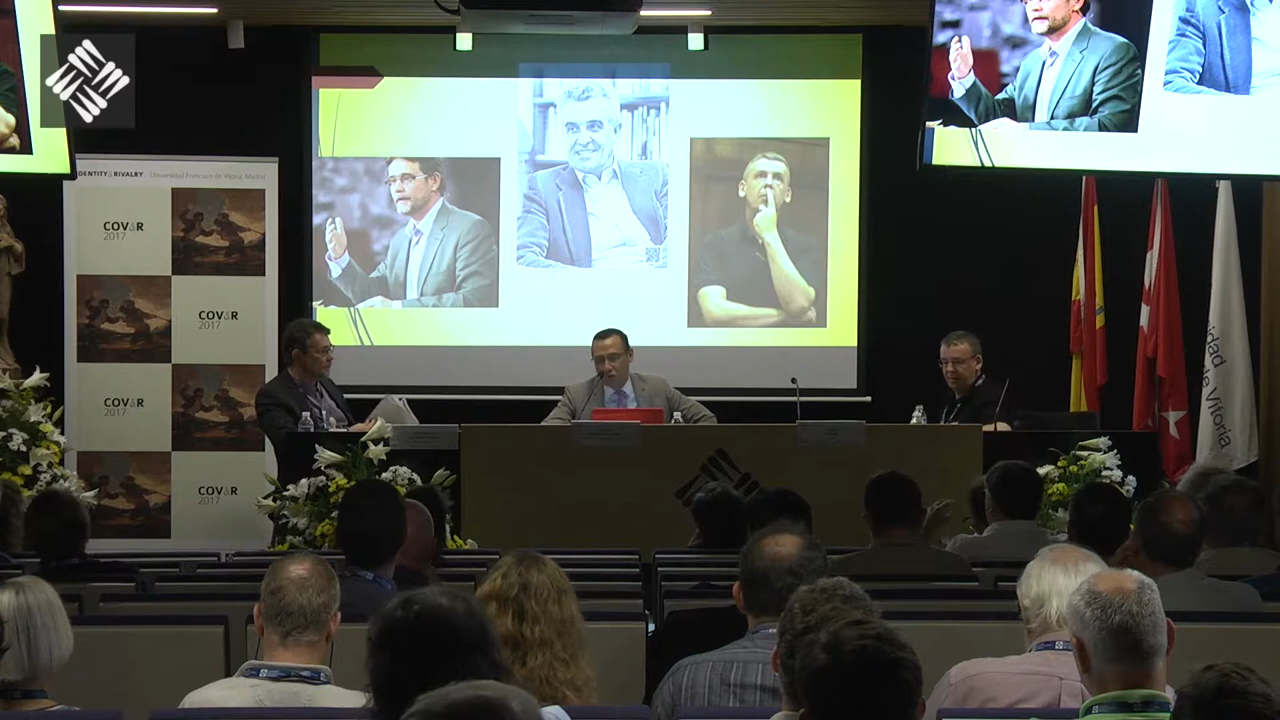 IDENTITY & RIVALRY Universidad Francisco de Vitoria, Madrid
COV&R
2017
COV&R
2017
COV&R
2017
COV&R
2017
idad
de Vitoria